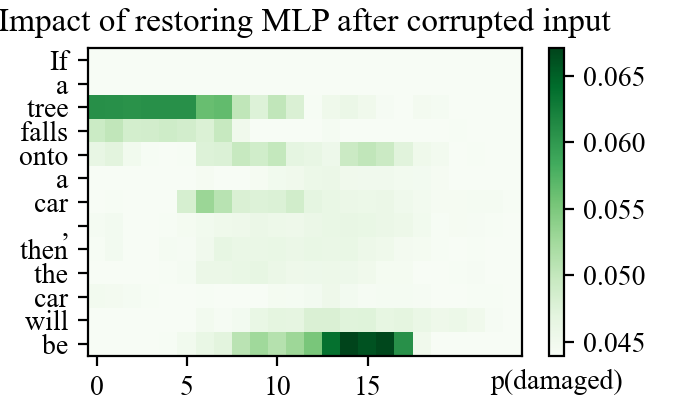 Impact of restoring MLP after corrupted input
If
a
tree
falls
onto
a
car
,
then
the
car
will
be
0 5 10 15
0.065
0.060
0.055
0.050
0.045
p(damaged)